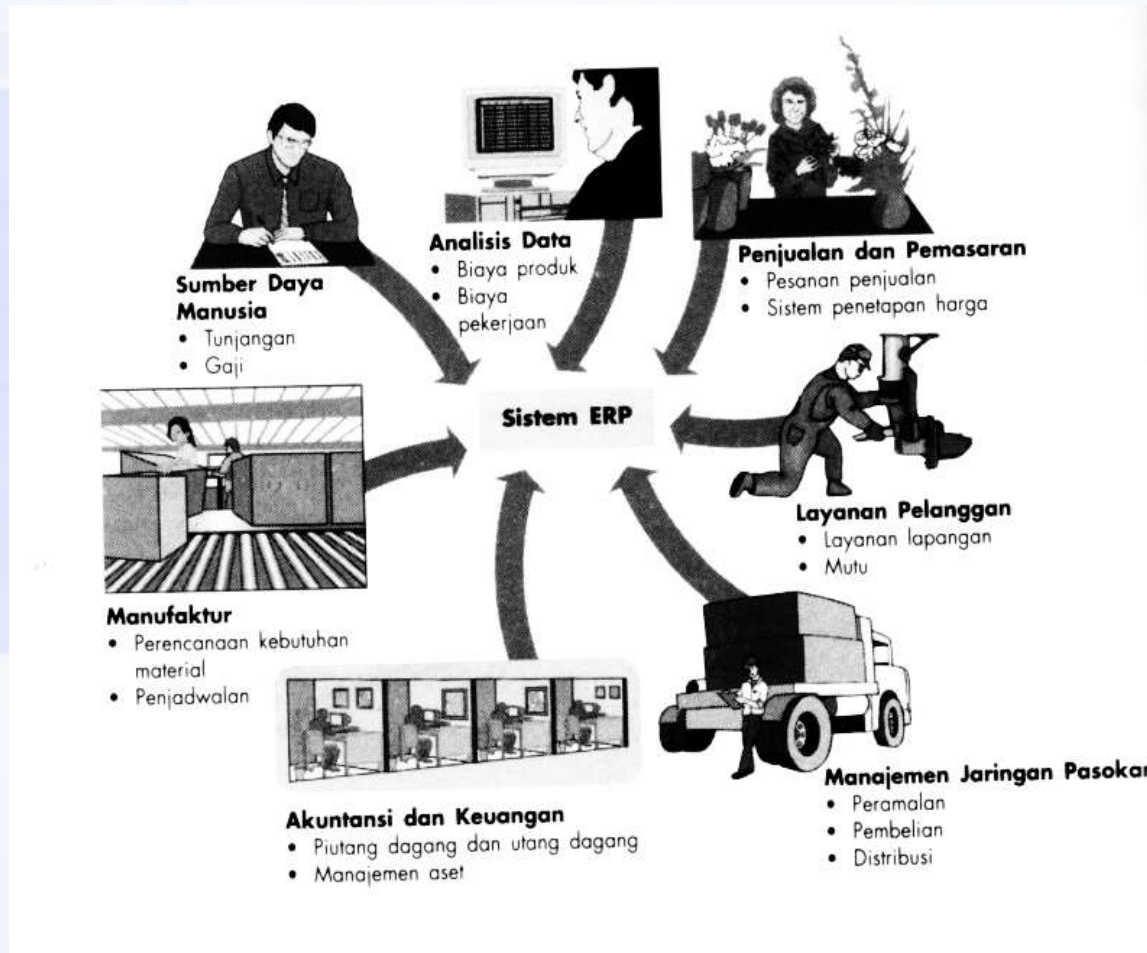 Analisis Data
• Biaya produk
• Biaya
pekerjaan
Penjualan dan Pemasaran
• Pesanan penjualan
• Sistem penetapan harga
Sumber Daya
Manusia
• Tunjangan
• Gaji
Sistem ERP
Layanan Pelanggan
• Layanan lapangan
• Mutu
Manufaktur
• Perencanaan kebutuhan
material
• Penjadwalan
Manajemen Jaringan Pasokan
• Peramalan
• Pembelian
• Distribusi
Akuntansi dan Keuangan
• Piutang dagang dan utang dagang
• Manajemen aset